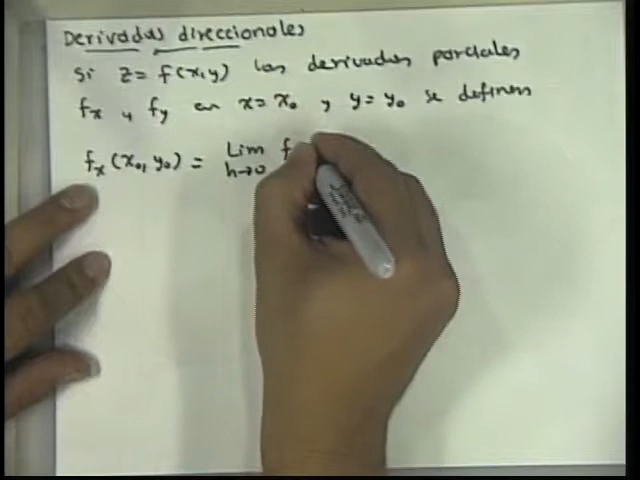 Derivadas direccionales
Si z = f(x,y) las derivadas parciales
fx y fy en x = x₀ y y = y₀ se definen
fx(x₀, y₀) = Lim f
h→0